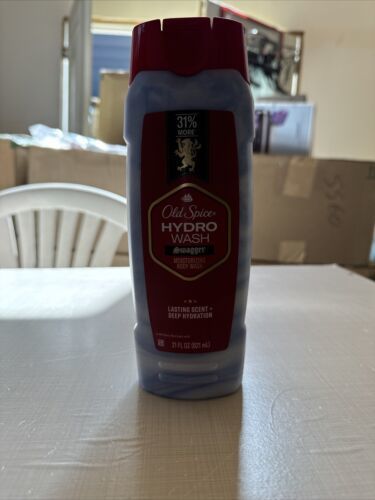 31%
MORE
Old Spice
HYDRO
WASH
Swagger
MOISTURIZING
BODY WASH
LASTING SCENT +
DEEP HYDRATION
21 FL OZ (621 mL)